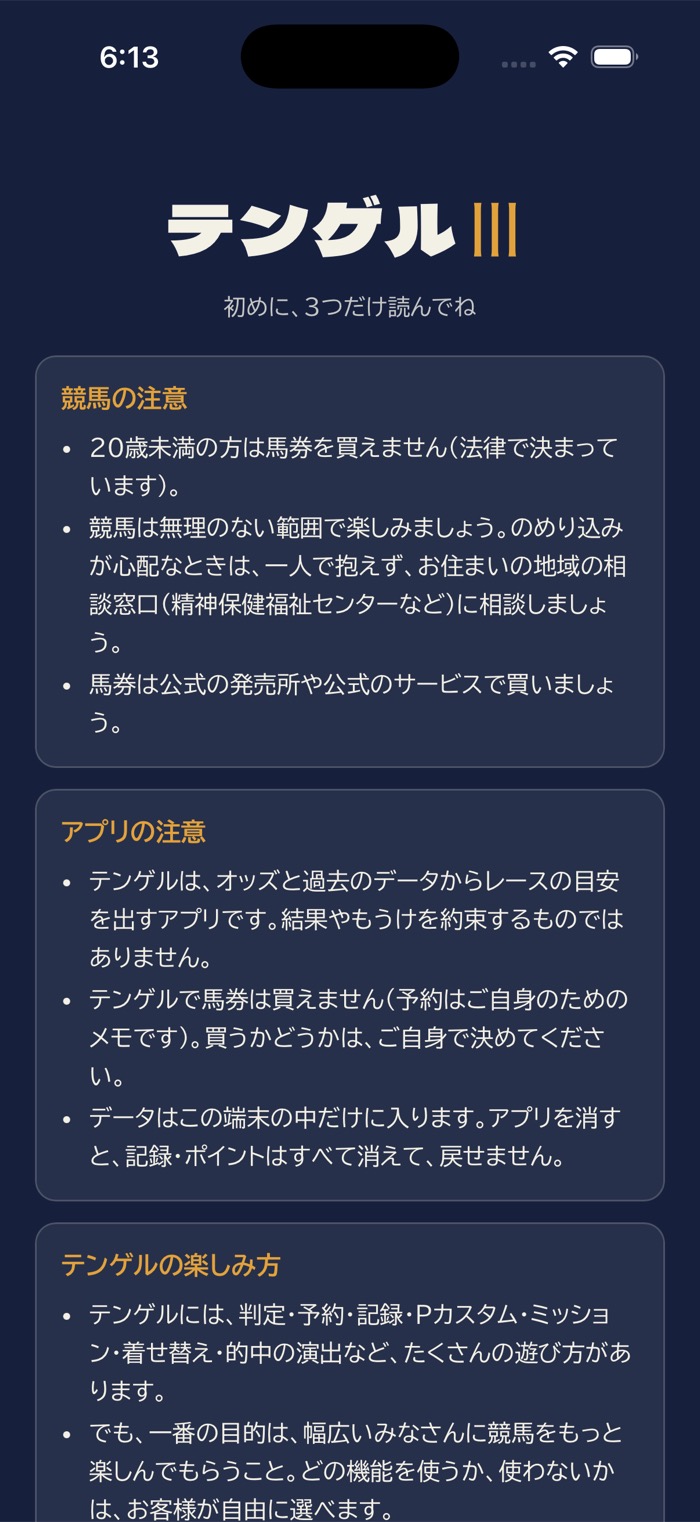 6:13
テンゲル
初めに、3つだけ読んでね
競馬の注意
• 20歳未満の方は馬券を買えません(法律で決まって
います)。
• 競馬は無理のない範囲で楽しみましょう。のめり込み
が心配なときは、一人で抱えず、お住まいの地域の相
談窓口(精神保健福祉センターなど)に相談しましょ
う。
• 馬券は公式の発売所や公式のサービスで買いましょ
う。
アプリの注意
• テンゲルは、オッズと過去のデータからレースの目安
を出すアプリです。結果やもうけを約束するものでは
ありません。
• テンゲルで馬券は買えません(予約はご自身のための
メモです)。買うかどうかは、ご自身で決めてくださ
い。
• データはこの端末の中だけに入ります。アプリを消す
と、記録・ポイントはすべて消えて、戻せません。
テンゲルの楽しみ方
• テンゲルには、判定・予約・記録・Pカスタム・ミッショ
ン・着せ替え・的中の演出など、たくさんの遊び方があ
ります。
• でも、一番の目的は、幅広いみなさんに競馬をもっと
楽しんでもらうこと。どの機能を使うか、使わないか
は、お客様が自由に選べます。